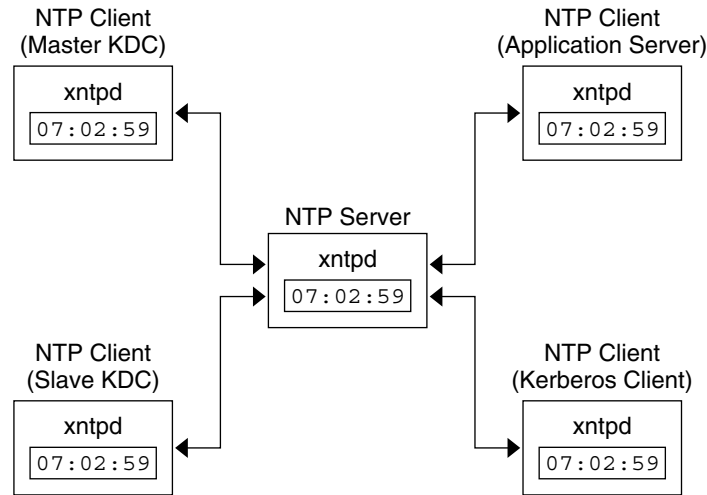 NTP Client
(Master KDC)
xntpd
07:02:59
NTP Client
(Application Server)
xntpd
07:02:59
NTP Server
xntpd
07:02:59
NTP Client
(Slave KDC)
xntpd
07:02:59
NTP Client
(Kerberos Client)
xntpd
07:02:59